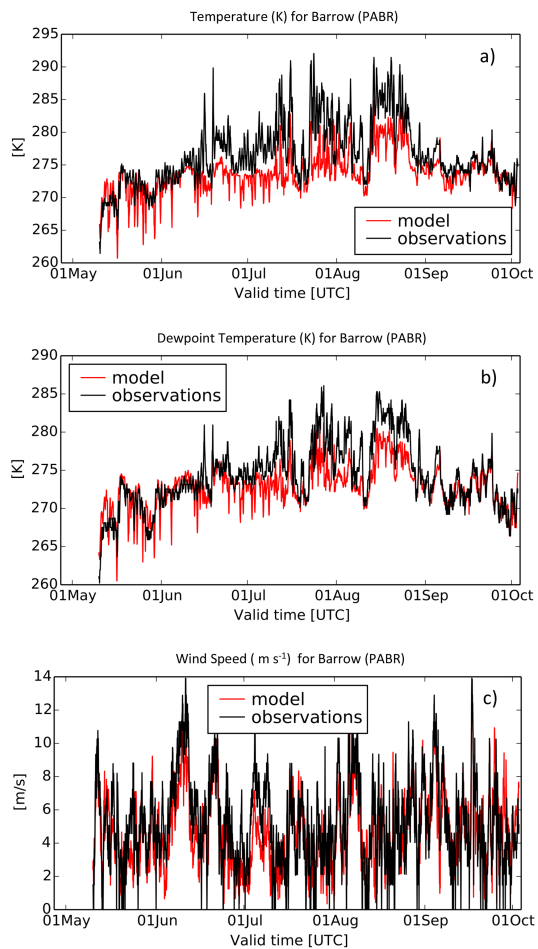 Temperature (K) for Barrow (PABR)
295
a)
290
285
280
[K]
275
270
265
model
observations
260
01May 01Jun 01Jul 01Aug 01Sep 01Oct
Valid time [UTC]
Dewpoint Temperature (K) for Barrow (PABR)
290
model
b)
observations
285
280
[K]
275
270
265
260
01May 01Jun 01Jul 01Aug 01Sep 01Oct
Valid time [UTC]
Wind Speed ( m s-1) for Barrow (PABR)
14
model
c)
observations
12
10
8
[m/s]
6
4
2
0
01May 01Jun 01Jul 01Aug 01Sep 01Oct
Valid time [UTC]